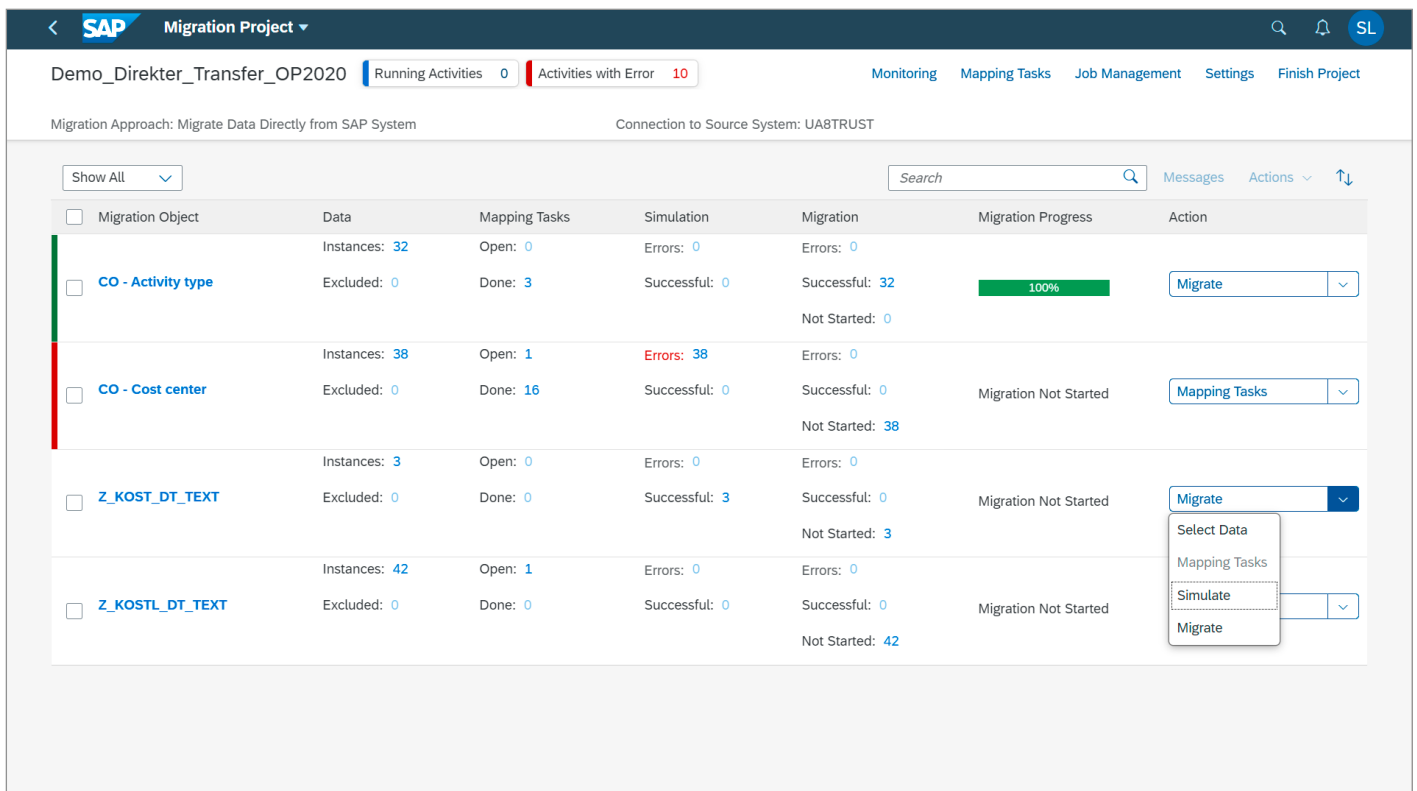 SAP Migration Project SL
Demo_Direkter_Transfer_OP2020 Running Activities 0 Activities with Error 10 Monitoring Mapping Tasks Job Management Settings Finish Project
Migration Approach: Migrate Data Directly from SAP System Connection to Source System: UA8TRUST
Show All Search Messages Actions
Migration Object Data Mapping Tasks Simulation Migration Migration Progress Action
Instances: 32 Open: 0 Errors: 0 Errors: 0
CO - Activity type Excluded: 0 Done: 3 Successful: 0 Successful: 32 100% Migrate
Not Started: 0
Instances: 38 Open: 1 Errors: 38 Errors: 0
CO - Cost center Excluded: 0 Done: 16 Successful: 0 Successful: 0 Migration Not Started Mapping Tasks
Not Started: 38
Instances: 3 Open: 0 Errors: 0 Errors: 0
Z_KOST_DT_TEXT Excluded: 0 Done: 0 Successful: 3 Successful: 0 Migration Not Started Migrate
Not Started: 3 Select Data
Instances: 42 Open: 1 Errors: 0 Errors: 0 Mapping Tasks
Z_KOSTL_DT_TEXT Excluded: 0 Done: 0 Successful: 0 Successful: 0 Migration Not Started Simulate
Not Started: 42 Migrate